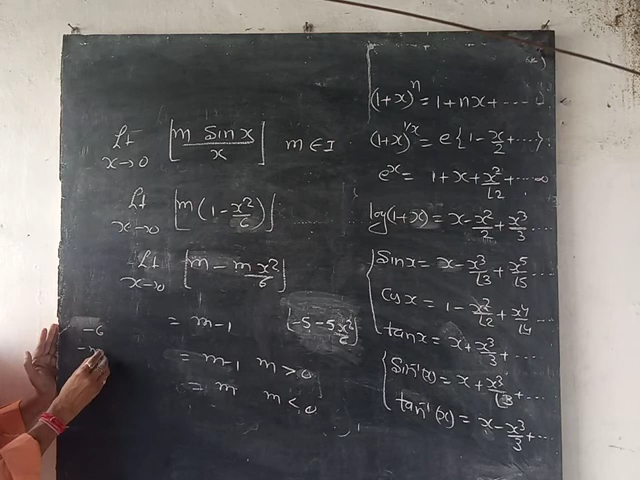 Lt x→0 [m Sin x / x] m ∈ I
Lt x→0 [m (1 - x²/6)]
Lt x→0 [m - m x²/6]
= m-1 [-5 - 5x²/6]
= m-1 m>0
= m m<0
-6
(1+x)ⁿ = 1+nx+----
(1+x)^(1/x) = e{1 - x/2 +---}
eˣ = 1+x+x²/⌊2+---∞
log(1+x) = x - x²/2 + x³/3 ---
Sin x = x - x³/⌊3 + x⁵/⌊5 ---
Cos x = 1 - x²/⌊2 + x⁴/⌊4 ---
tan x = x + x³/3 + ---
Sin⁻¹(x) = x + x³/⌊3 + ---
tan⁻¹(x) = x - x³/3 + ---